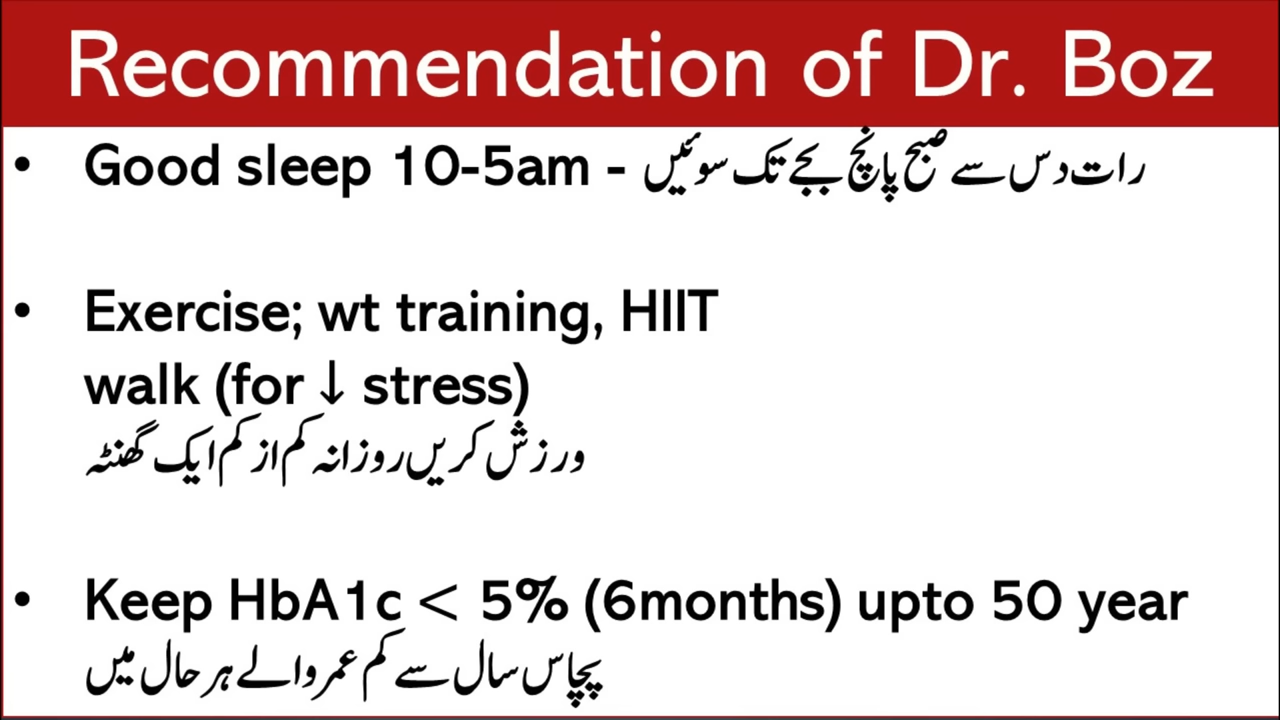 Recommendation of Dr. Boz
• Good sleep 10-5am - رات دس سے صبح پانچ بجے تک سوئیں
• Exercise; wt training, HIIT
walk (for ↓ stress)
ورزش کریں روزانہ کم از کم ایک گھنٹہ
• Keep HbA1c < 5% (6months) upto 50 year
پچاس سال سے کم عمر والے ہر حال میں